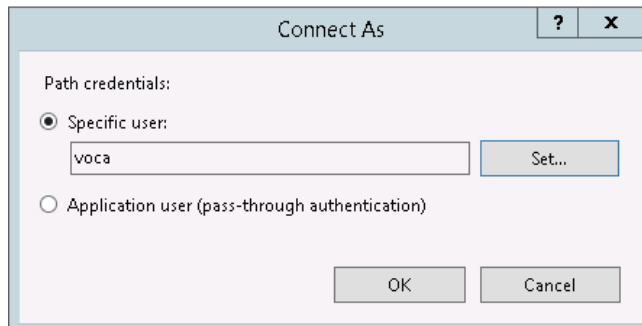 Connect As
?
x
Path credentials:
Specific user:
voca
Set...
Application user (pass-through authentication)
OK
Cancel